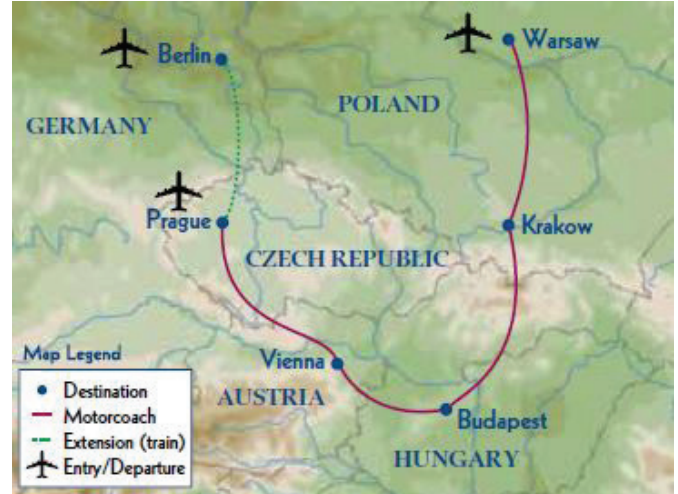 Warsaw
Berlin
POLAND
GERMANY
Prague
Krakow
CZECH REPUBLIC
Map Legend
Vienna
Destination
AUSTRIA
Motorcoach
Budapest
Extension (train)
HUNGARY
Entry/Departure